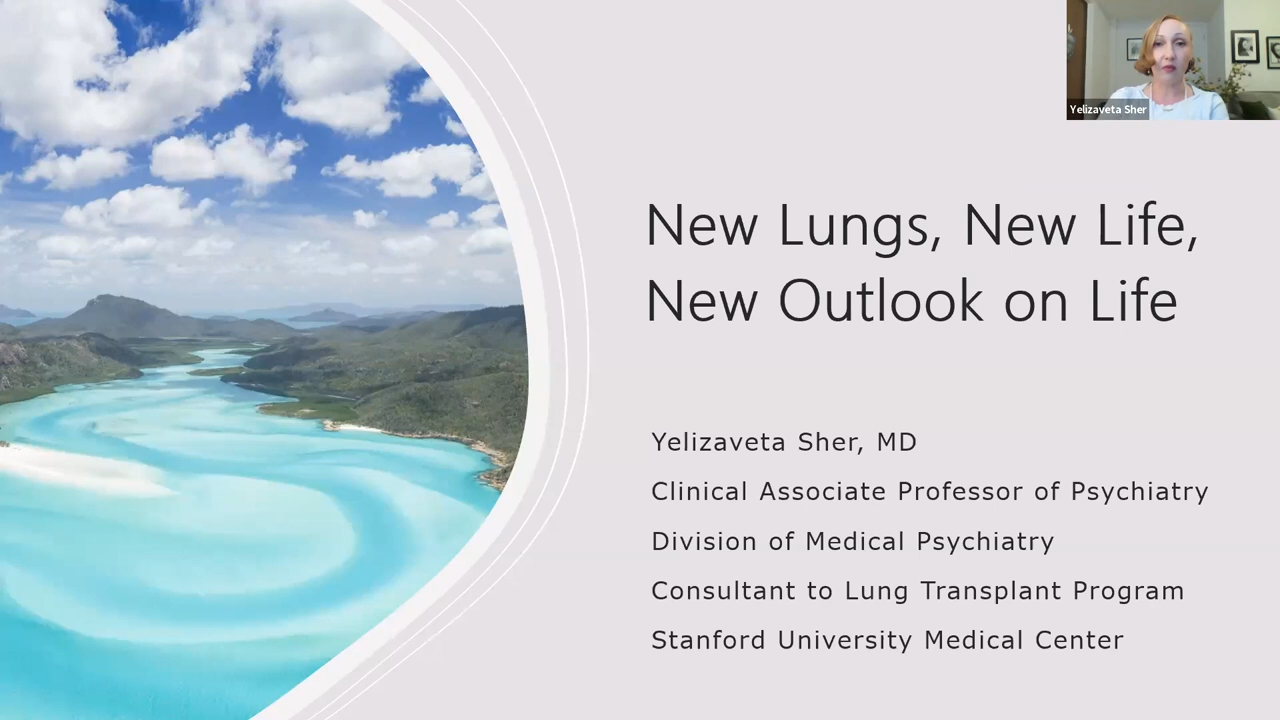 Yelizaveta Sher
New Lungs, New Life,
New Outlook on Life
Yelizaveta Sher, MD
Clinical Associate Professor of Psychiatry
Division of Medical Psychiatry
Consultant to Lung Transplant Program
Stanford University Medical Center